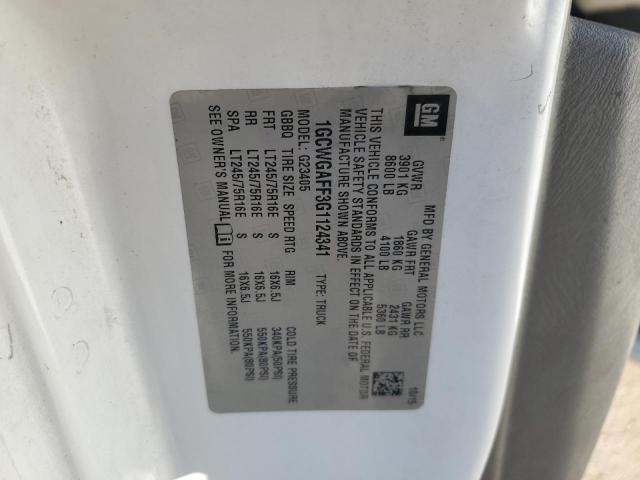 GM
MFD BY GENERAL MOTORS LLC
10/15
GVWR GAWR FRT GAWR RR
3901 KG 1860 KG 2431 KG
8600 LB 4100 LB 5360 LB
THIS VEHICLE CONFORMS TO ALL APPLICABLE U.S. FEDERAL MOTOR
VEHICLE SAFETY STANDARDS IN EFFECT ON THE DATE OF
MANUFACTURE SHOWN ABOVE.
1GCWGAFF3G1124341 TYPE: TRUCK
MODEL: G23405
GBBQ TIRE SIZE SPEED RTG RIM COLD TIRE PRESSURE
FRT LT245/75R16E S 16X6.5J 340KPA(50PSI)
RR LT245/75R16E S 16X6.5J 550KPA(80PSI)
SPA LT245/75R16E S 16X6.5J 550KPA(80PSI)
SEE OWNER'S MANUAL FOR MORE INFORMATION.